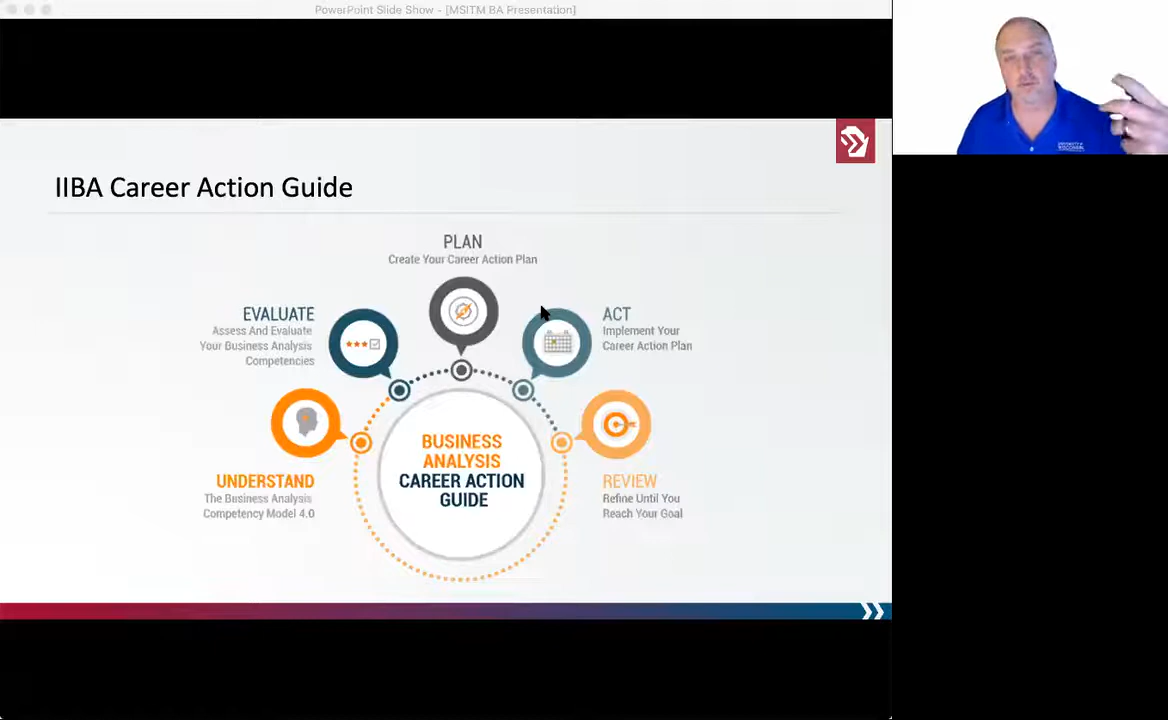 PowerPoint Slide Show - [MSITM BA Presentation]
IIBA Career Action Guide
PLAN
Create Your Career Action Plan
EVALUATE
Assess And Evaluate
Your Business Analysis
Competencies
ACT
Implement Your
Career Action Plan
UNDERSTAND
The Business Analysis
Competency Model 4.0
BUSINESS
ANALYSIS
CAREER ACTION
GUIDE
REVIEW
Refine Until You
Reach Your Goal